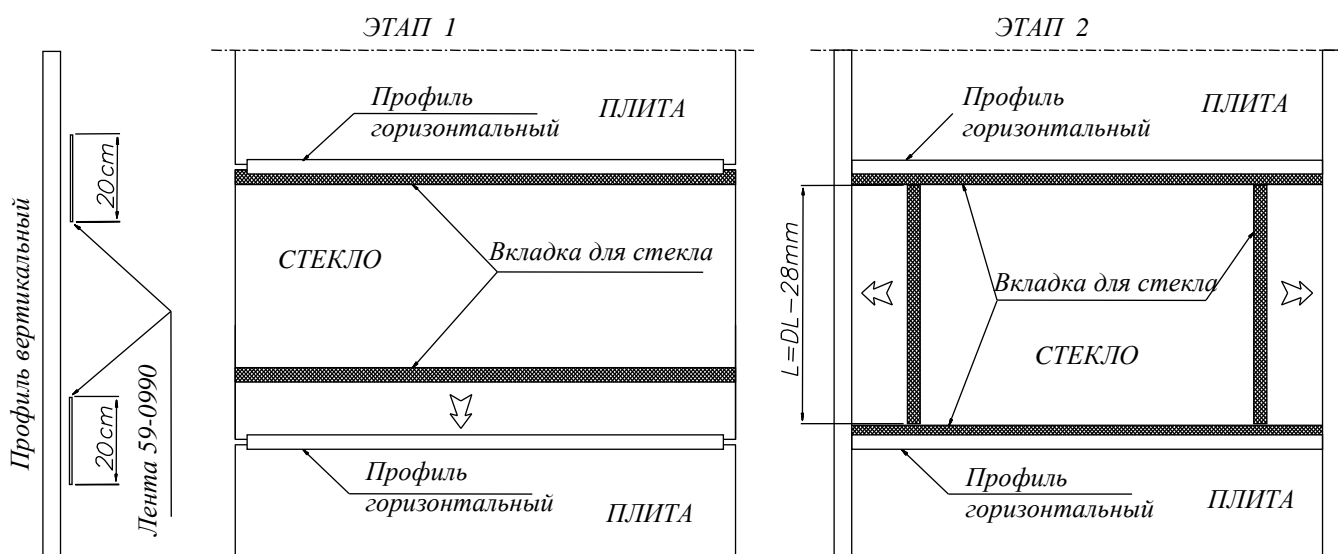 Профиль вертикальный
20cm
20cm
Лента 59-0990
ЭТАП 1
Профиль
горизонтальный
ПЛИТА
СТЕКЛО
Вкладка для стекла
Профиль
горизонтальный
ПЛИТА
ЭТАП 2
Профиль
горизонтальный
ПЛИТА
L=DL-28mm
Вкладка для стекла
СТЕКЛО
Профиль
горизонтальный
ПЛИТА